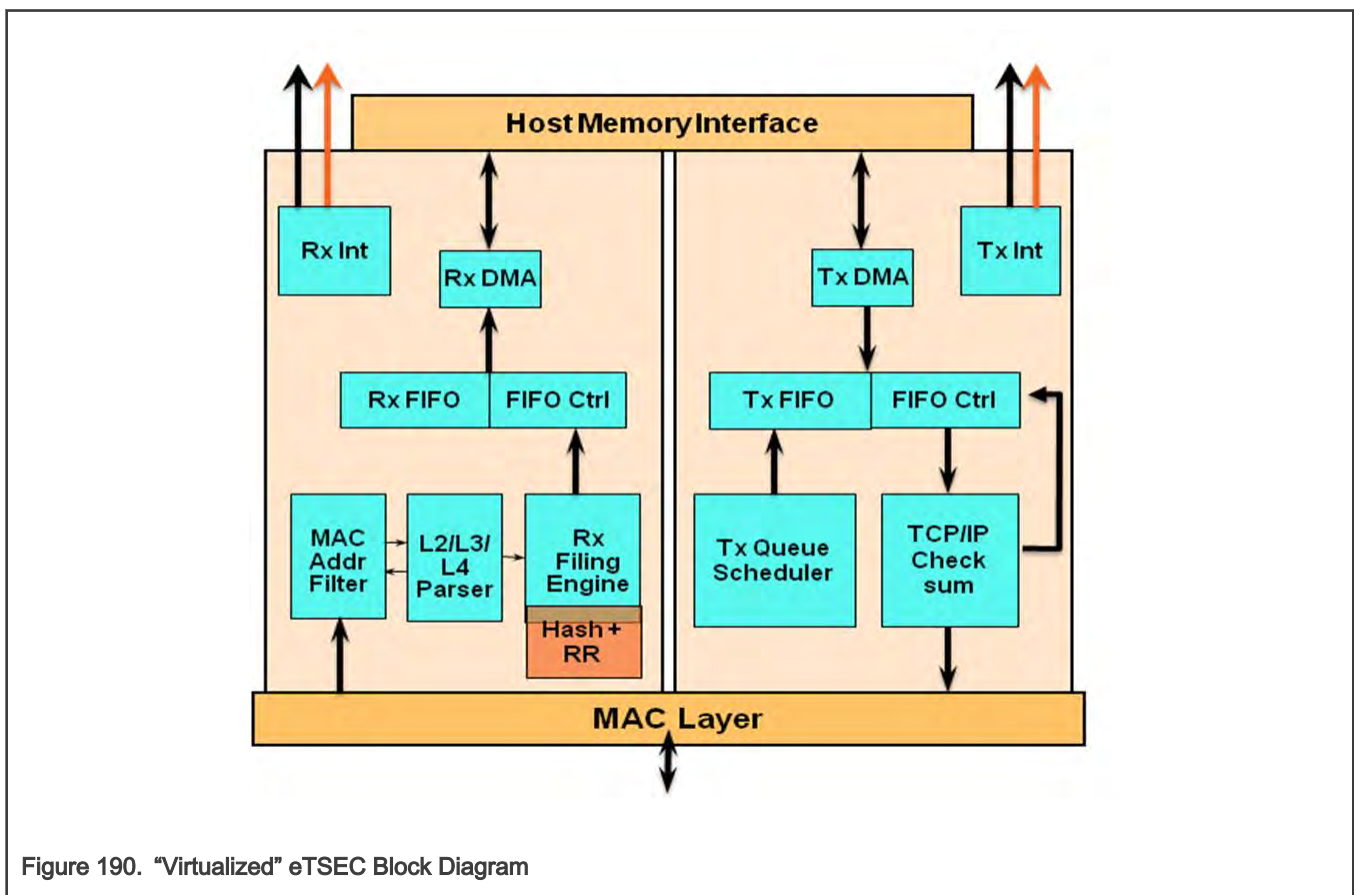 Host Memory Interface
Rx Int
Tx Int
Rx DMA
Tx DMA
Rx FIFO
FIFO Ctrl
Tx FIFO
FIFO Ctrl
MAC
Addr
Filter
L2/L3/
L4
Parser
Rx
Filing
Engine
Hash +
RR
Tx Queue
Scheduler
TCP/IP
Check
sum
MAC Layer
Figure 190. “Virtualized” eTSEC Block Diagram